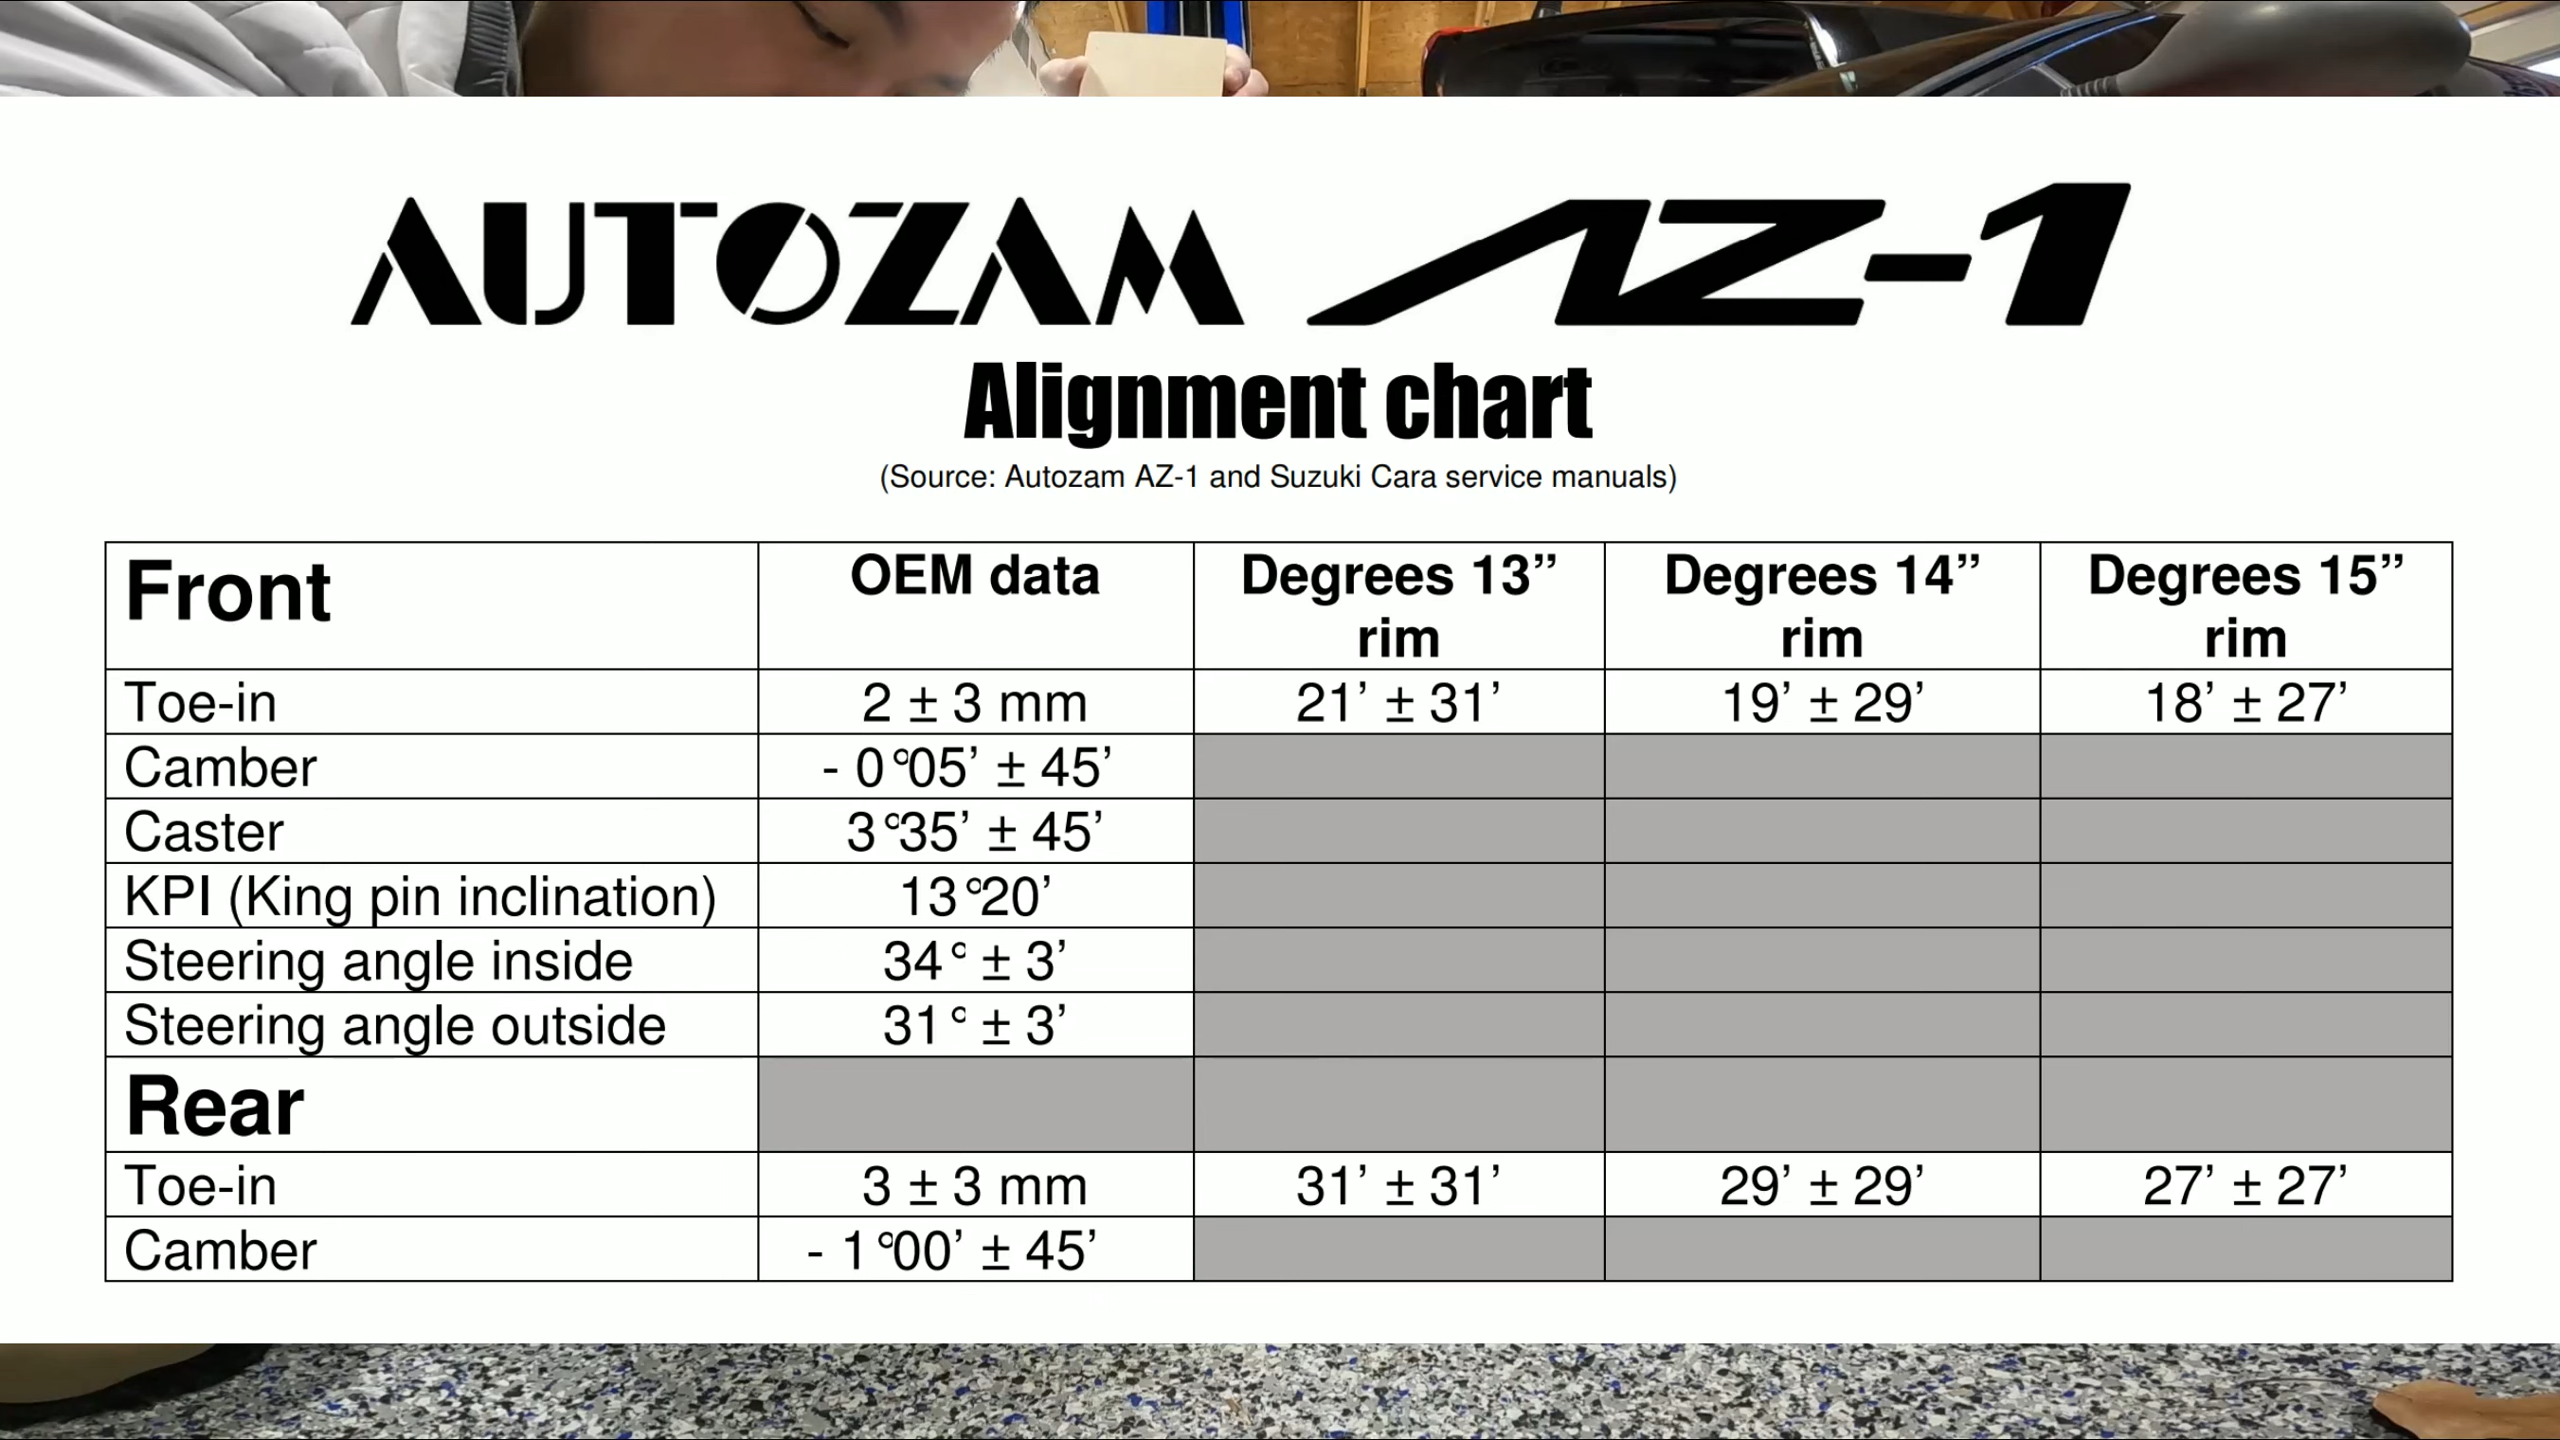 AUTOZAM AZ-1
Alignment chart
(Source: Autozam AZ-1 and Suzuki Cara service manuals)
Front OEM data Degrees 13” rim Degrees 14” rim Degrees 15” rim
Toe-in 2 ± 3 mm 21’ ± 31’ 19’ ± 29’ 18’ ± 27’
Camber - 0°05’ ± 45’
Caster 3°35’ ± 45’
KPI (King pin inclination) 13°20’
Steering angle inside 34° ± 3’
Steering angle outside 31° ± 3’
Rear
Toe-in 3 ± 3 mm 31’ ± 31’ 29’ ± 29’ 27’ ± 27’
Camber - 1°00’ ± 45’